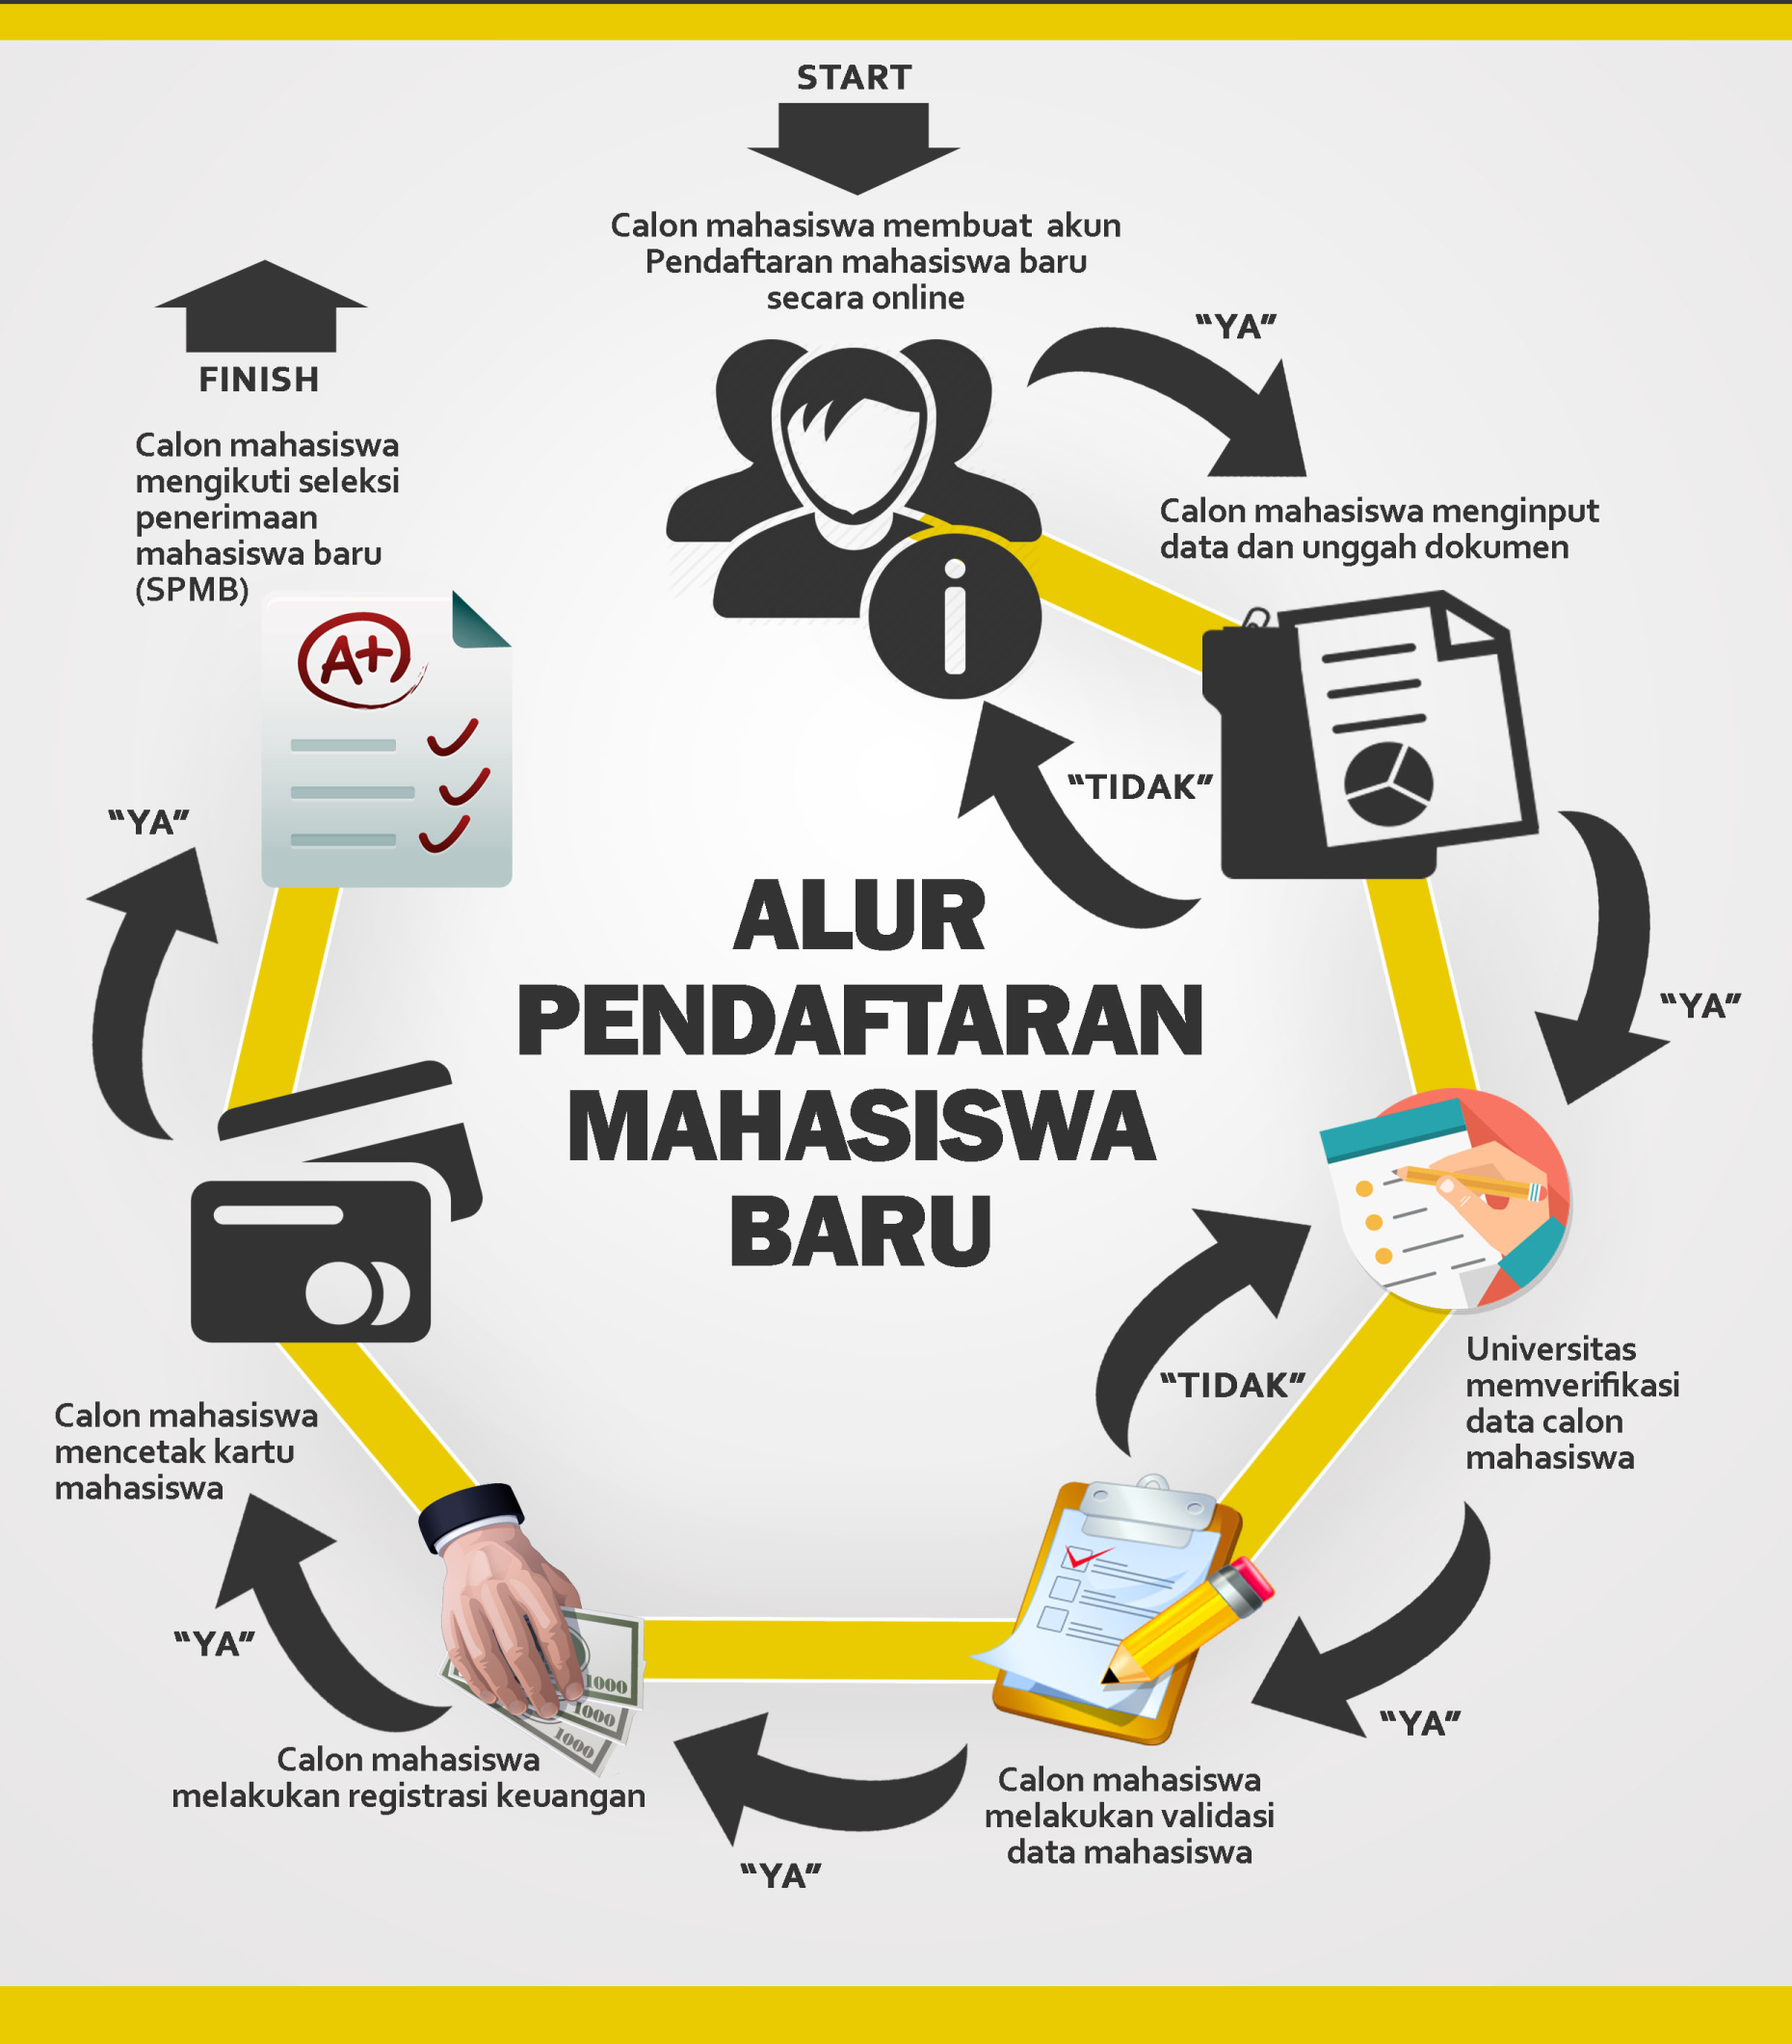 START
Calon mahasiswa membuat akun
Pendaftaran mahasiswa baru
secara online
"YA"
Calon mahasiswa menginput
data dan unggah dokumen
"TIDAK"
"YA"
Universitas
memverifikasi
data calon
mahasiswa
"TIDAK"
"YA"
Calon mahasiswa
melakukan validasi
data mahasiswa
"YA"
Calon mahasiswa
melakukan registrasi keuangan
1000
1000
1000
"YA"
Calon mahasiswa
mencetak kartu
mahasiswa
"YA"
A+
Calon mahasiswa
mengikuti seleksi
penerimaan
mahasiswa baru
(SPMB)
FINISH
ALUR
PENDAFTARAN
MAHASISWA
BARU